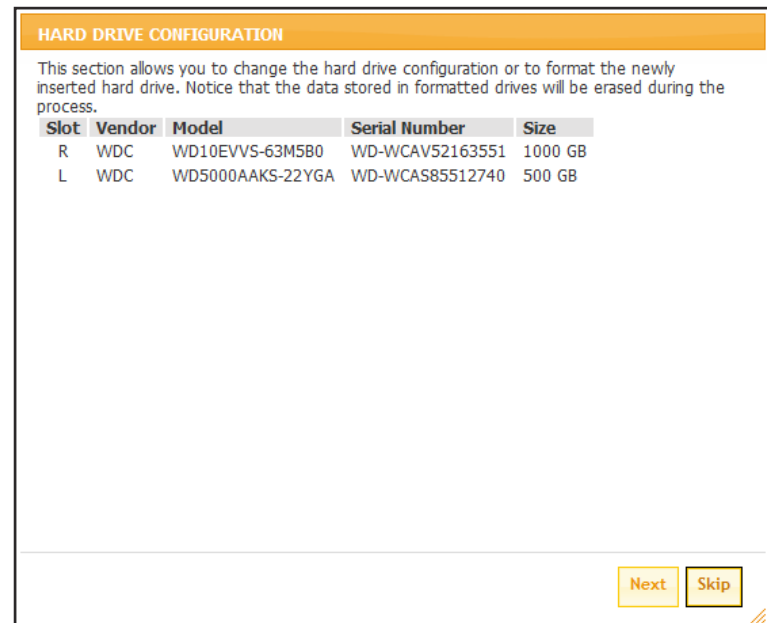 HARD DRIVE CONFIGURATION
This section allows you to change the hard drive configuration or to format the newly
inserted hard drive. Notice that the data stored in formatted drives will be erased during the
process.
Slot Vendor Model Serial Number Size
R WDC WD10EVVS-63M5B0 WD-WCAV52163551 1000 GB
L WDC WD5000AAKS-22YGA WD-WCAS85512740 500 GB
Next Skip